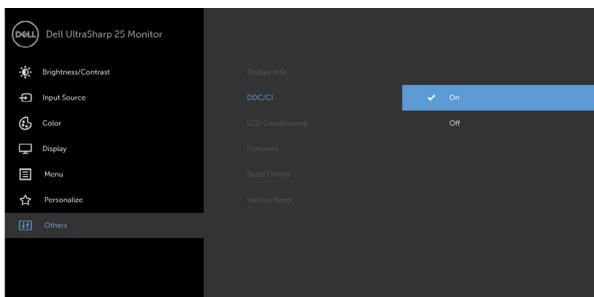 DELL
Dell UltraSharp 25 Monitor
Brightness/Contrast
Input Source
Color
Display
Menu
Personalize
Others
Display Info
DDC/CI
LCD Conditioning
Firmware
Reset Others
Factory Reset
On
Off